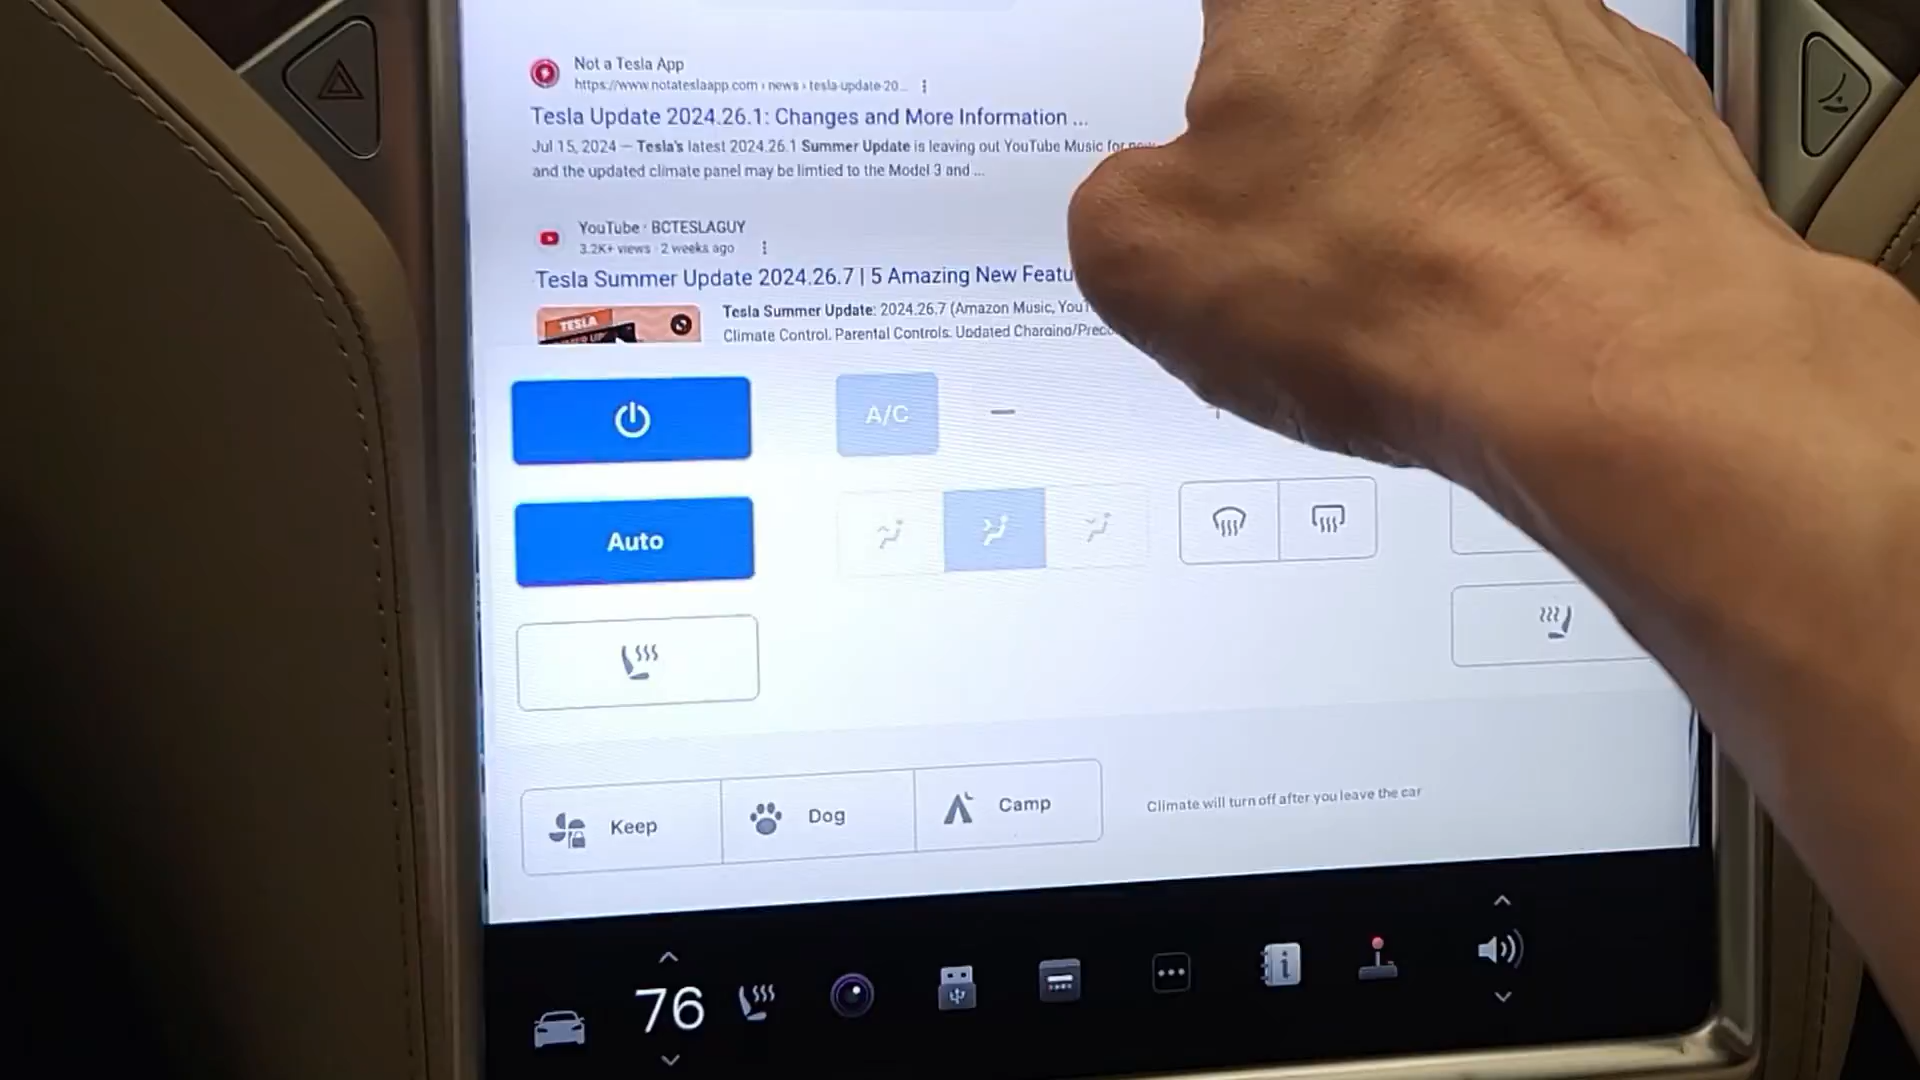 Not a Tesla App
https://www.notateslaapp.com › news › tesla-update-20...
Tesla Update 2024.26.1: Changes and More Information ...
Jul 15, 2024 — Tesla's latest 2024.26.1 Summer Update is leaving out YouTube Music for now
and the updated climate panel may be limtied to the Model 3 and ...
YouTube · BCTESLAGUY
3.2K+ views · 2 weeks ago
Tesla Summer Update 2024.26.7 | 5 Amazing New Featu
TESLA
Tesla Summer Update: 2024.26.7 (Amazon Music, YouT
Climate Control, Parental Controls, Updated Charging/Preco
A/C
Auto
Keep
Dog
Camp
Climate will turn off after you leave the car
76